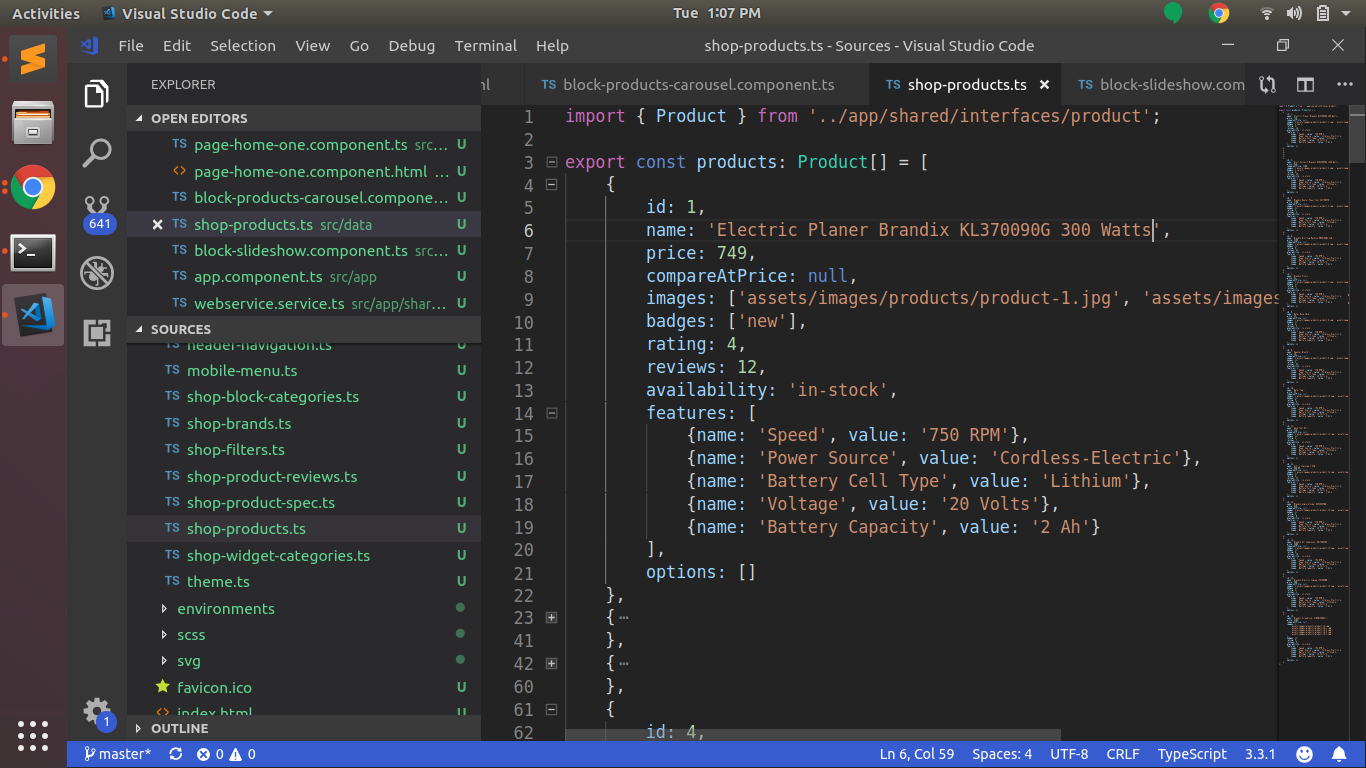 Activities
Visual Studio Code
Tue 1:07 PM
File Edit Selection View Go Debug Terminal Help
shop-products.ts - Sources - Visual Studio Code
EXPLORER
OPEN EDITORS
TS page-home-one.component.ts src... U
<> page-home-one.component.html ... U
TS block-products-carousel.compone... U
TS shop-products.ts src/data U
TS block-slideshow.component.ts src... U
TS app.component.ts src/app U
TS webservice.service.ts src/app/shar... U
641
SOURCES
TS header-navigation.ts U
TS mobile-menu.ts U
TS shop-block-categories.ts U
TS shop-brands.ts U
TS shop-filters.ts U
TS shop-product-reviews.ts U
TS shop-product-spec.ts U
TS shop-products.ts U
TS shop-widget-categories.ts U
TS theme.ts U
environments
scss
svg
favicon.ico U
<> index.html U
OUTLINE
1
TS block-products-carousel.component.ts
TS shop-products.ts
TS block-slideshow.com
1 import { Product } from '../app/shared/interfaces/product';
2
3 export const products: Product[] = [
4 {
5 id: 1,
6 name: 'Electric Planer Brandix KL370090G 300 Watts',
7 price: 749,
8 compareAtPrice: null,
9 images: ['assets/images/products/product-1.jpg', 'assets/images
10 badges: ['new'],
11 rating: 4,
12 reviews: 12,
13 availability: 'in-stock',
14 features: [
15 {name: 'Speed', value: '750 RPM'},
16 {name: 'Power Source', value: 'Cordless-Electric'},
17 {name: 'Battery Cell Type', value: 'Lithium'},
18 {name: 'Voltage', value: '20 Volts'},
19 {name: 'Battery Capacity', value: '2 Ah'}
20 ],
21 options: []
22 },
23 { ⋯
41 },
42 { ⋯
60 },
61 {
62 id: 4,
master* 0 0
Ln 6, Col 59 Spaces: 4 UTF-8 CRLF TypeScript 3.3.1